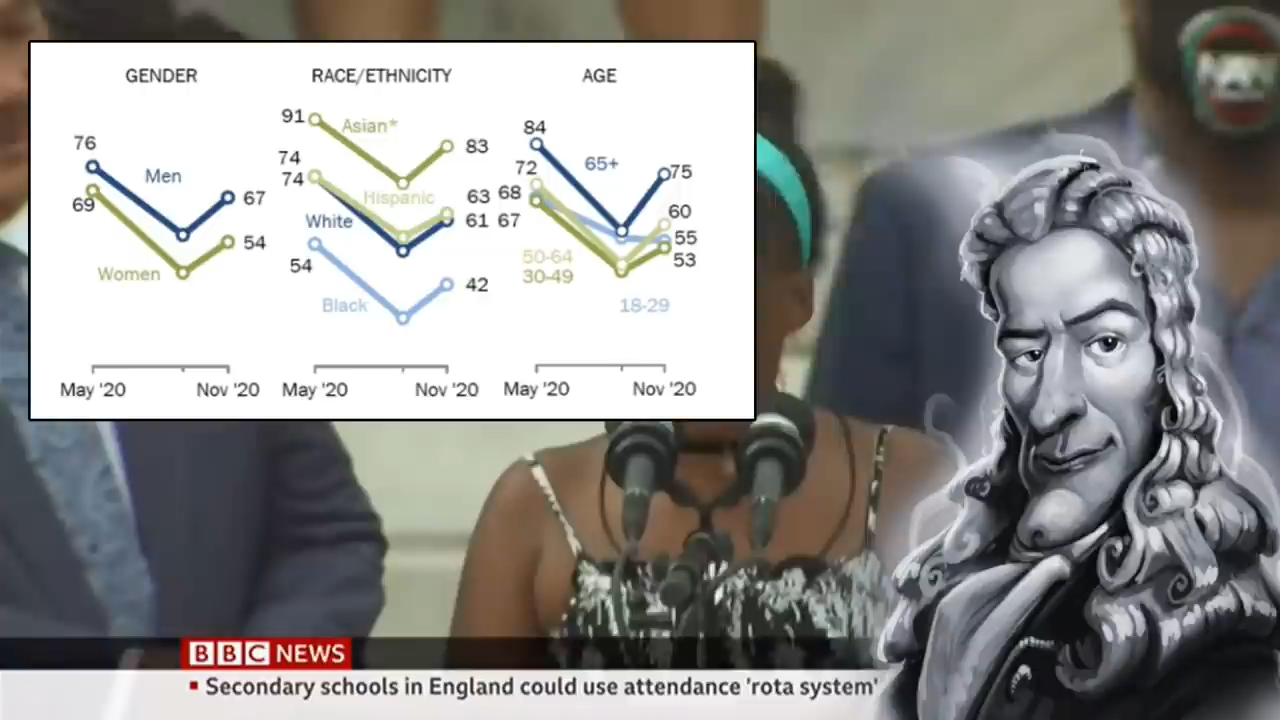 GENDER
RACE/ETHNICITY
AGE
76
Men
67
69
Women
54
May '20
Nov '20
91
Asian*
83
74
74
Hispanic
63
White
61
54
Black
42
May '20
Nov '20
84
65+
75
72
68
67
60
55
53
50-64
30-49
18-29
May '20
Nov '20
BBC NEWS
Secondary schools in England could use attendance 'rota system'